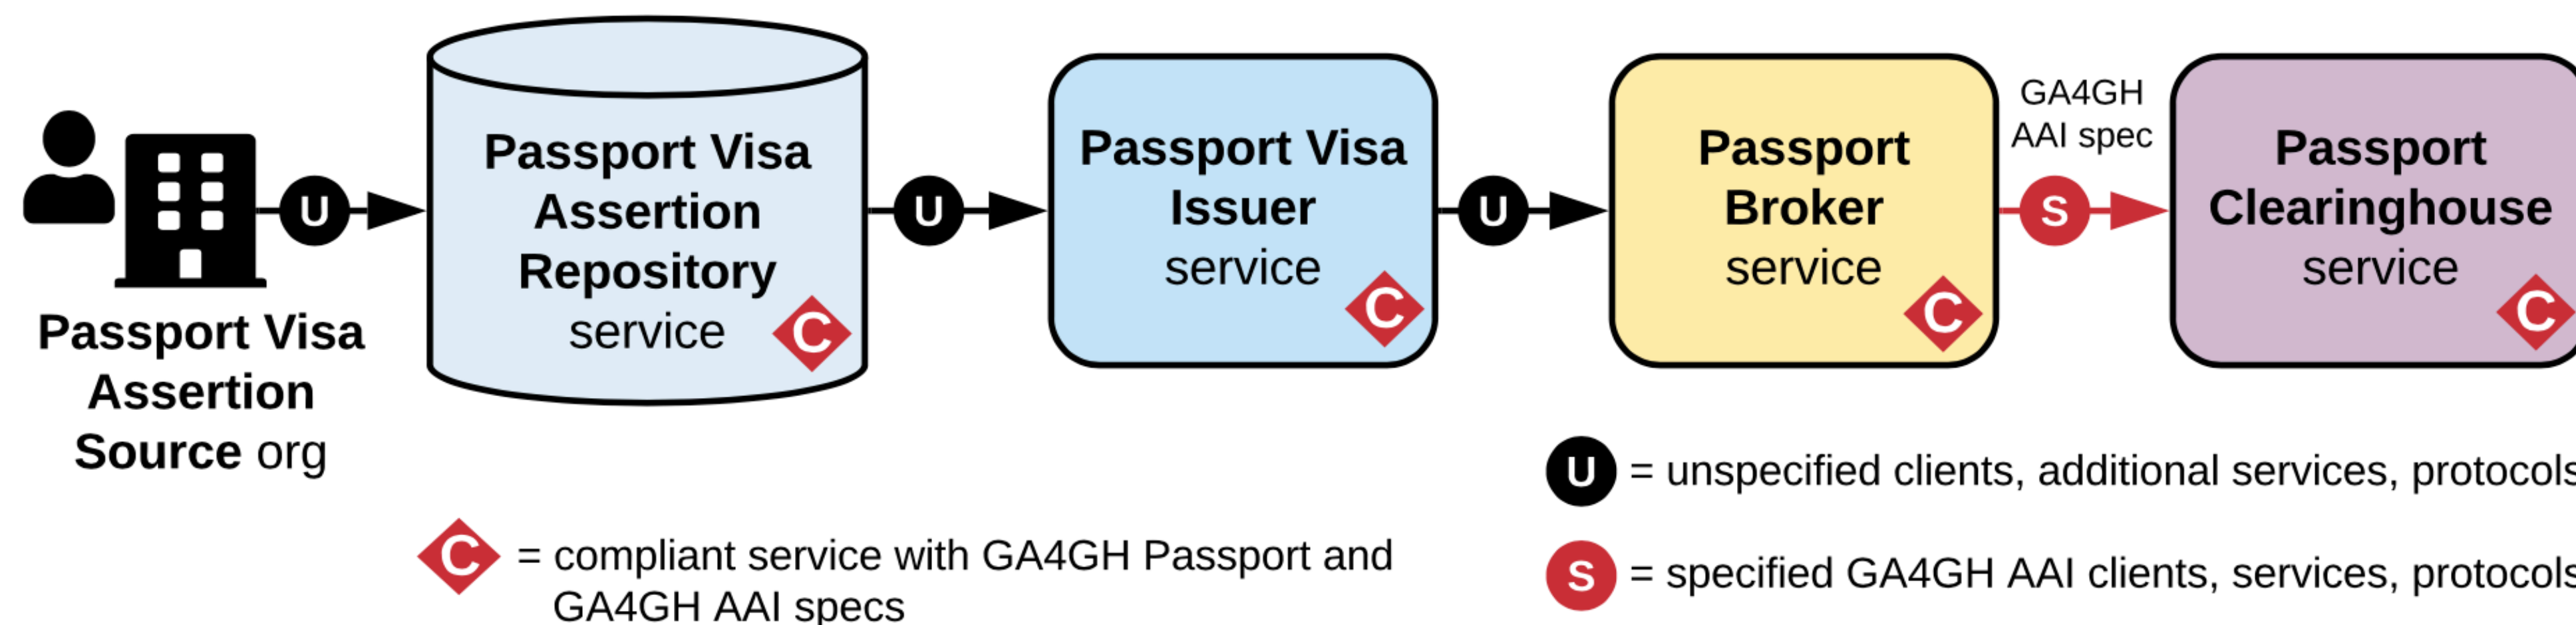 Passport Visa
Assertion
Source org
U
Passport Visa
Assertion
Repository
service
C
U
Passport Visa
Issuer
service
C
U
Passport
Broker
service
C
GA4GH
AAI spec
S
Passport
Clearinghouse
service
C
C = compliant service with GA4GH Passport and
GA4GH AAI specs
U = unspecified clients, additional services, protocols
S = specified GA4GH AAI clients, services, protocols